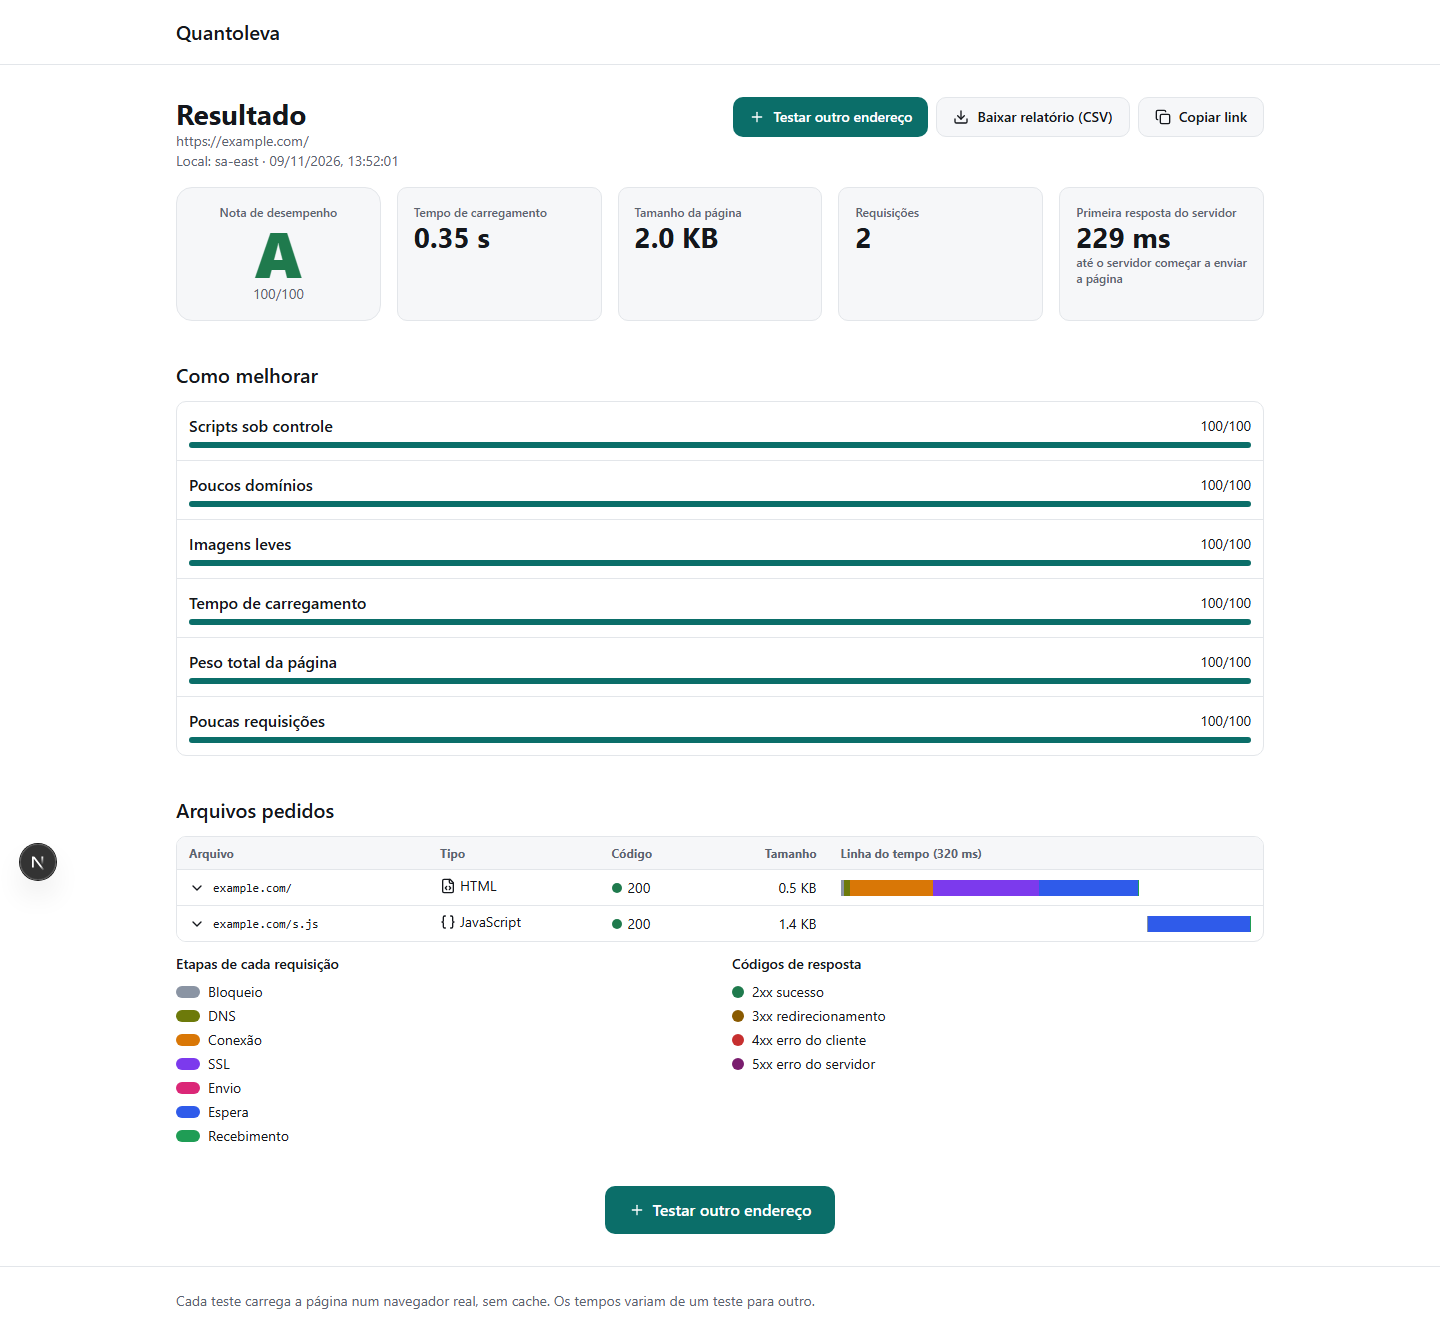 Quantoleva
Resultado
https://example.com/
Local: sa-east · 09/11/2026, 13:52:01
Testar outro endereço
Baixar relatório (CSV)
Copiar link
Nota de desempenho
A
100/100
Tempo de carregamento
0.35 s
Tamanho da página
2.0 KB
Requisições
2
Primeira resposta do servidor
229 ms
até o servidor começar a enviar
a página
Como melhorar
Scripts sob controle 100/100
Poucos domínios 100/100
Imagens leves 100/100
Tempo de carregamento 100/100
Peso total da página 100/100
Poucas requisições 100/100
Arquivos pedidos
Arquivo Tipo Código Tamanho Linha do tempo (320 ms)
example.com/ HTML 200 0.5 KB
example.com/s.js JavaScript 200 1.4 KB
Etapas de cada requisição
Bloqueio
DNS
Conexão
SSL
Envio
Espera
Recebimento
Códigos de resposta
2xx sucesso
3xx redirecionamento
4xx erro do cliente
5xx erro do servidor
N
Testar outro endereço
Cada teste carrega a página num navegador real, sem cache. Os tempos variam de um teste para outro.